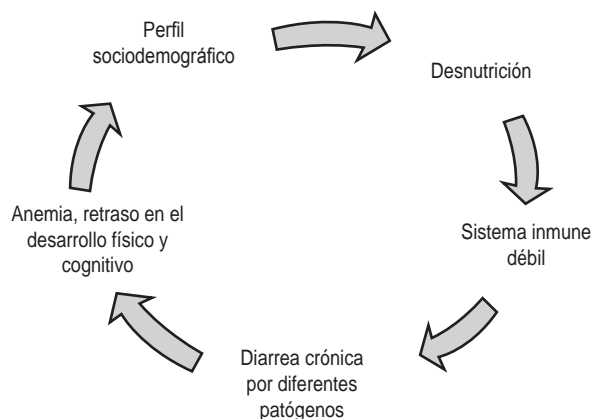 Perfil
sociodemográfico
Desnutrición
Sistema inmune
débil
Diarrea crónica
por diferentes
patógenos
Anemia, retraso en el
desarrollo físico y
cognitivo